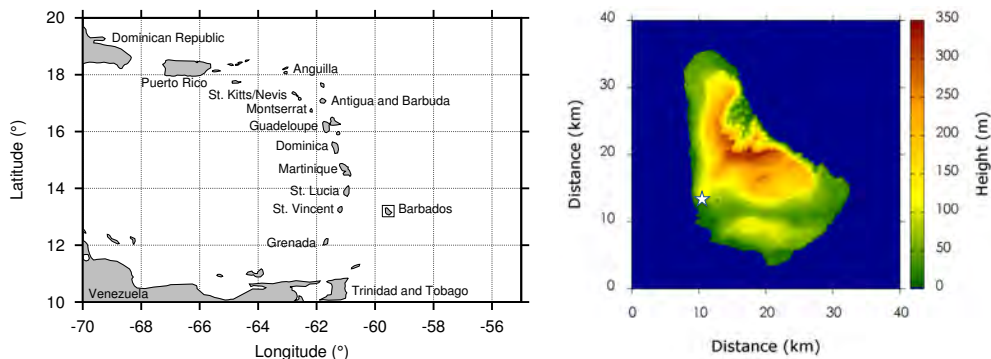 20
18
16
14
12
10
Latitude (°)
Dominican Republic
Puerto Rico
Anguilla
St. Kitts/Nevis
Antigua and Barbuda
Montserrat
Guadeloupe
Dominica
Martinique
St. Lucia
St. Vincent
Barbados
Grenada
Venezuela
Trinidad and Tobago
-70 -68 -66 -64 -62 -60 -58 -56
Longitude (°)
40
30
20
10
0
Distance (km)
0 10 20 30 40
Distance (km)
350
300
250
200
150
100
50
0
Height (m)